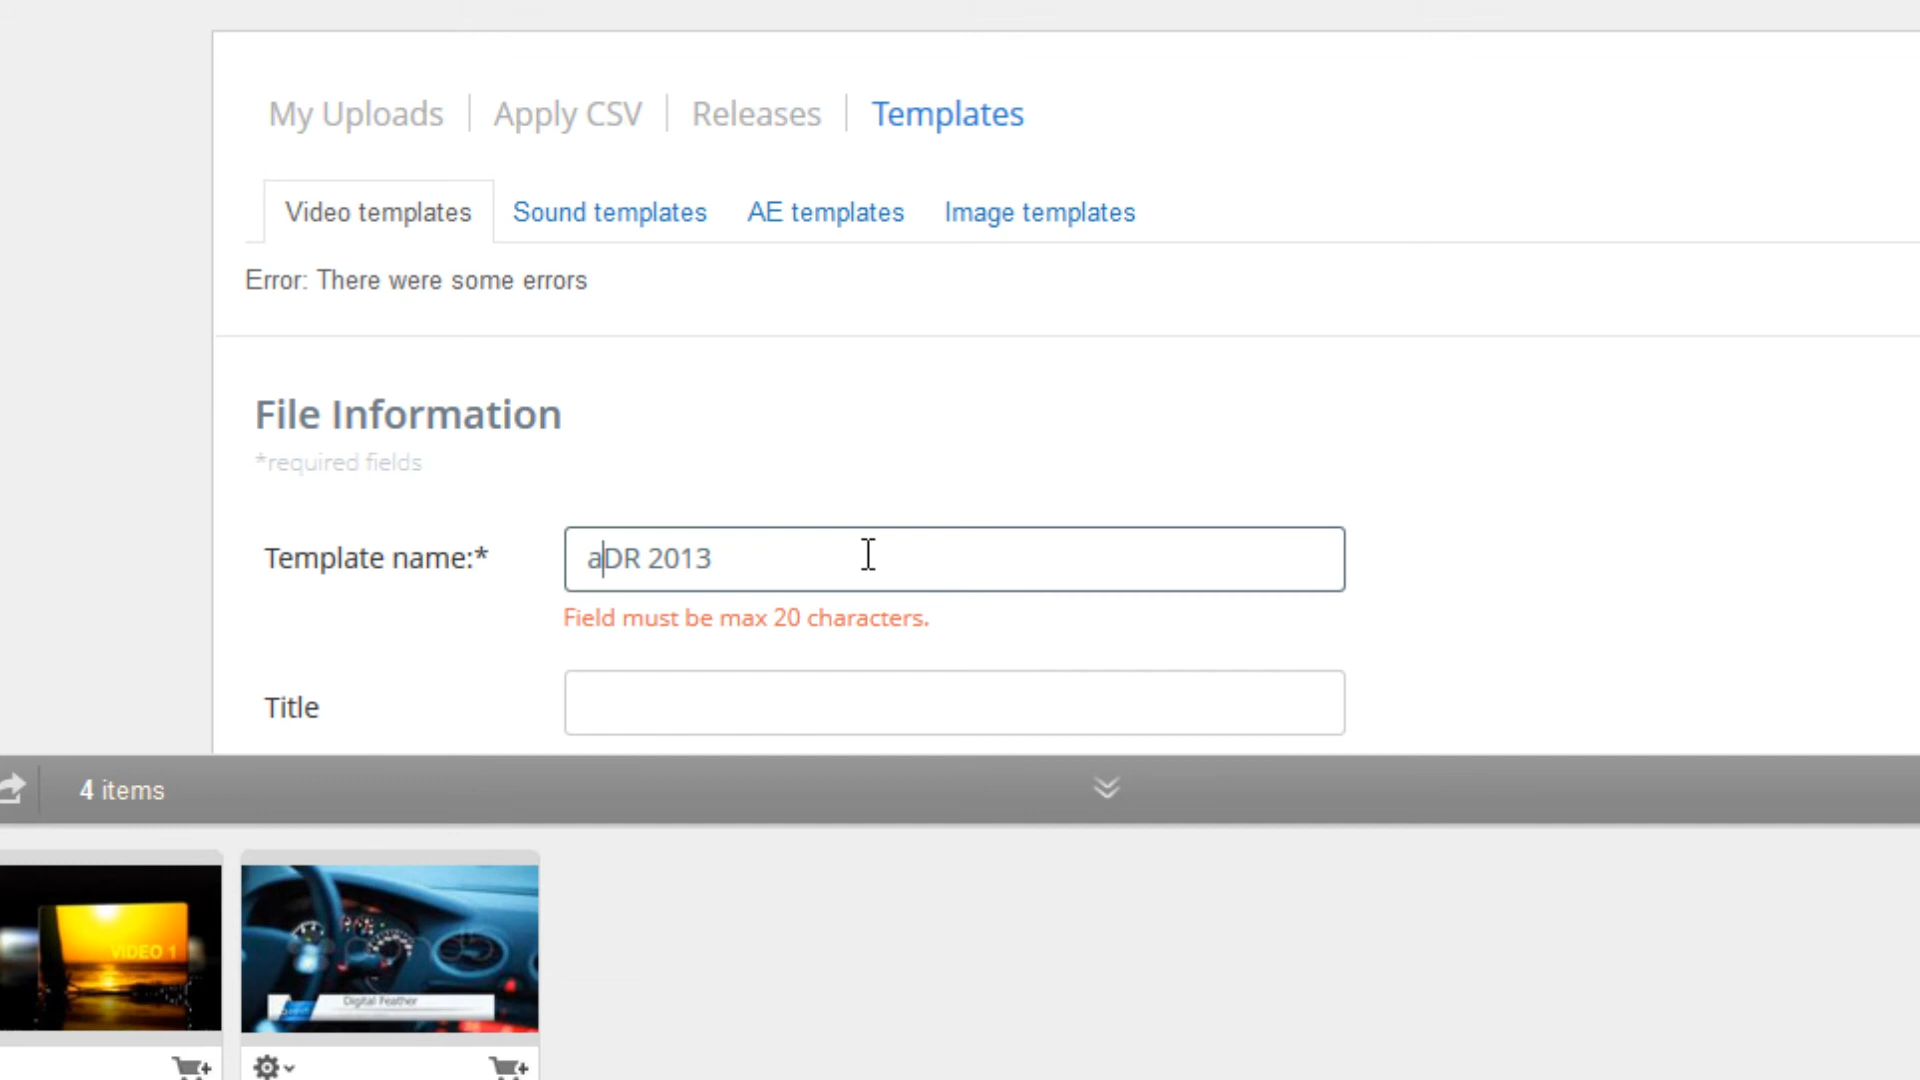 My Uploads | Apply CSV | Releases | Templates
Video templates Sound templates AE templates Image templates
Error: There were some errors
File Information
*required fields
Template name:* aDR 2013
Field must be max 20 characters.
Title
4 items
VIDEO 1
Digital Feather